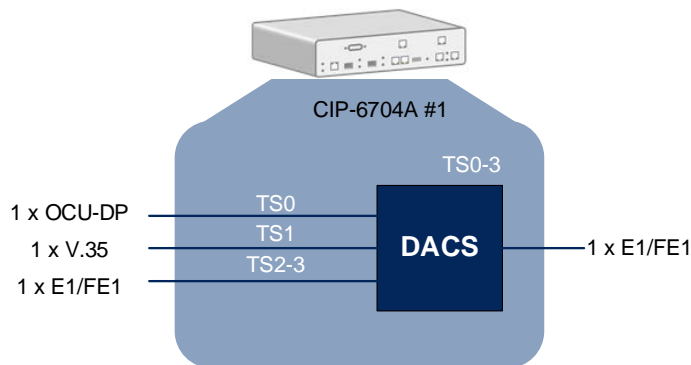 CIP-6704A #1
TS0-3
1 x OCU-DP
TS0
1 x V.35
TS1
DACS
1 x E1/FE1
1 x E1/FE1
TS2-3